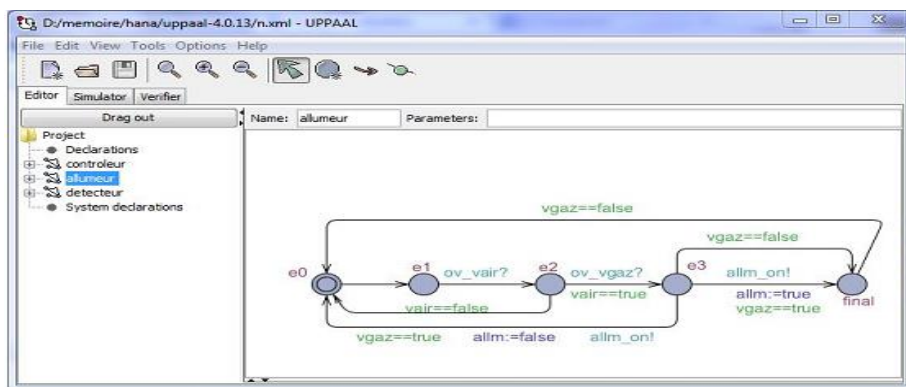 D:/memoire/hana/uppaal-4.0.13/n.xml - UPPAAL
File Edit View Tools Options Help
Editor Simulator Verifier
Drag out
Name: allumeur Parameters:
Project
Declarations
controleur
allumeur
detecteur
System declarations
vgaz==false
vgaz==false
e0 e1 ov_vair? e2 ov_vgaz? e3 allm_on!
vair==false vair==true allm:=true final
vgaz==true
vgaz==true allm:=false allm_on!